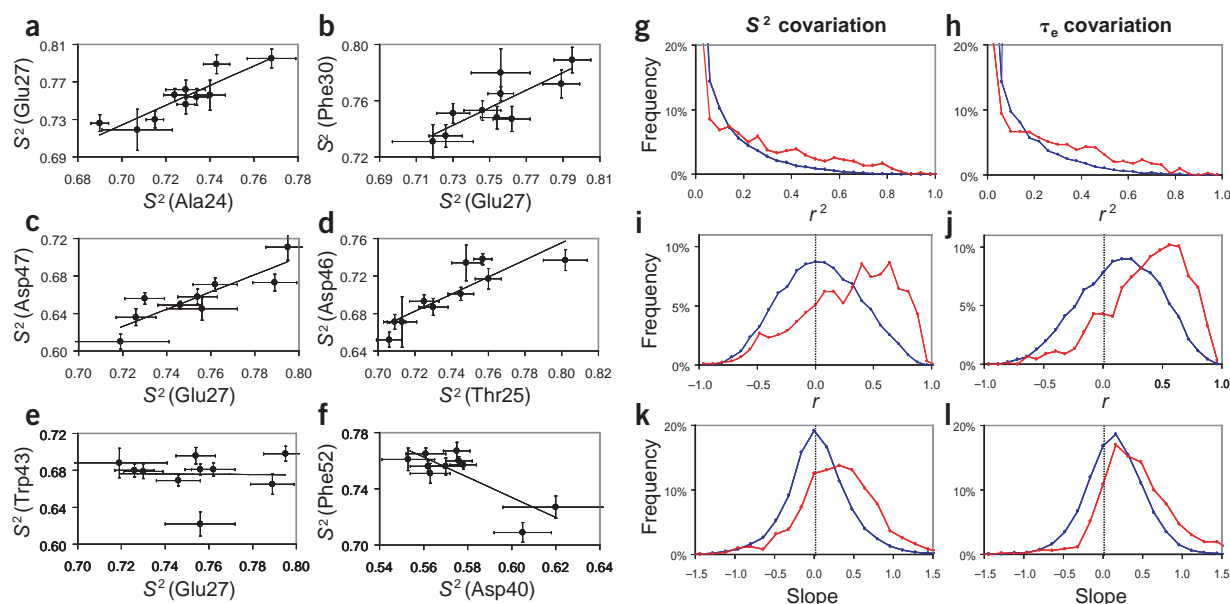 a
0.81
0.77
0.73
0.69
S² (Glu27)
0.68 0.70 0.72 0.74 0.76 0.78
S² (Ala24)
b
0.80
0.76
0.72
S² (Phe30)
0.69 0.71 0.73 0.75 0.77 0.79 0.81
S² (Glu27)
c
0.72
0.68
0.64
0.60
S² (Asp47)
0.70 0.72 0.74 0.76 0.78 0.80
S² (Glu27)
d
0.76
0.72
0.68
0.64
S² (Asp46)
0.70 0.72 0.74 0.76 0.78 0.80 0.82
S² (Thr25)
e
0.72
0.68
0.64
0.60
S² (Trp43)
0.70 0.72 0.74 0.76 0.78 0.80
S² (Glu27)
f
0.78
0.74
0.70
S² (Phe52)
0.54 0.56 0.58 0.60 0.62 0.64
S² (Asp40)
g
S² covariation
20%
10%
0%
Frequency
0.0 0.2 0.4 0.6 0.8 1.0
r²
h
τe covariation
20%
10%
0%
0.0 0.2 0.4 0.6 0.8 1.0
r²
i
10%
5%
0%
Frequency
−1.0 −0.5 0.0 0.5 1.0
r
j
10%
5%
0%
−1.0 −0.5 0.0 0.5 1.0
r
k
20%
10%
0%
Frequency
−1.5 −1.0 −0.5 0.0 0.5 1.0 1.5
Slope
l
20%
10%
0%
−1.5 −1.0 −0.5 0.0 0.5 1.0 1.5
Slope